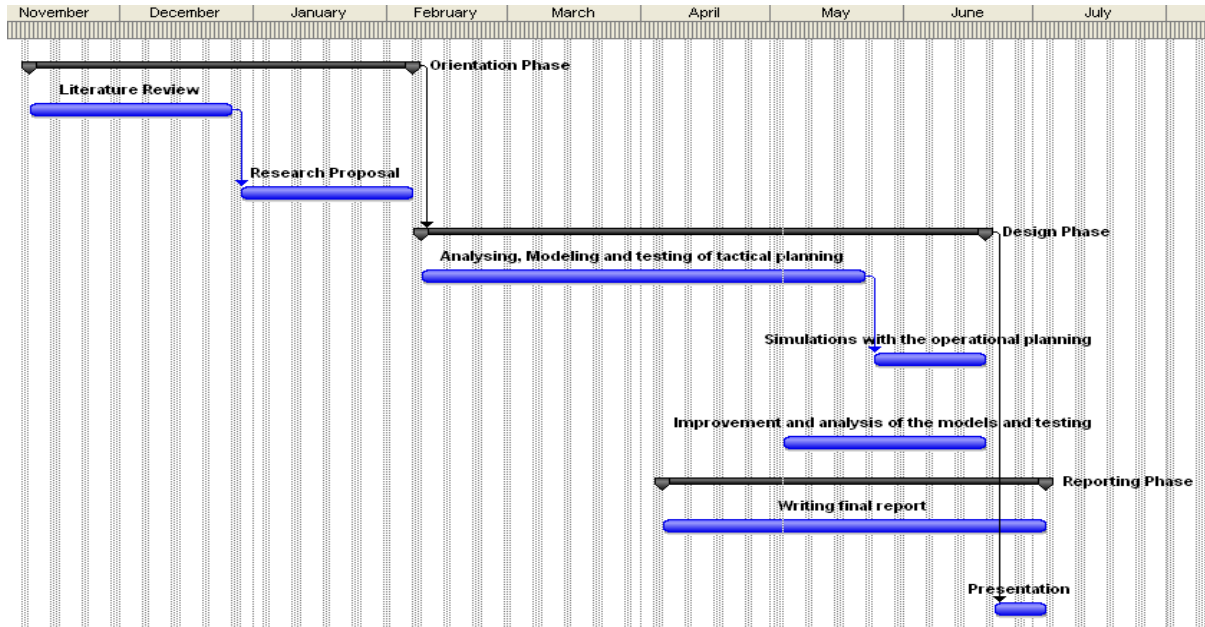 November December January February March April May June July
Orientation Phase
Literature Review
Research Proposal
Design Phase
Analysing, Modeling and testing of tactical planning
Simulations with the operational planning
Improvement and analysis of the models and testing
Reporting Phase
Writing final report
Presentation